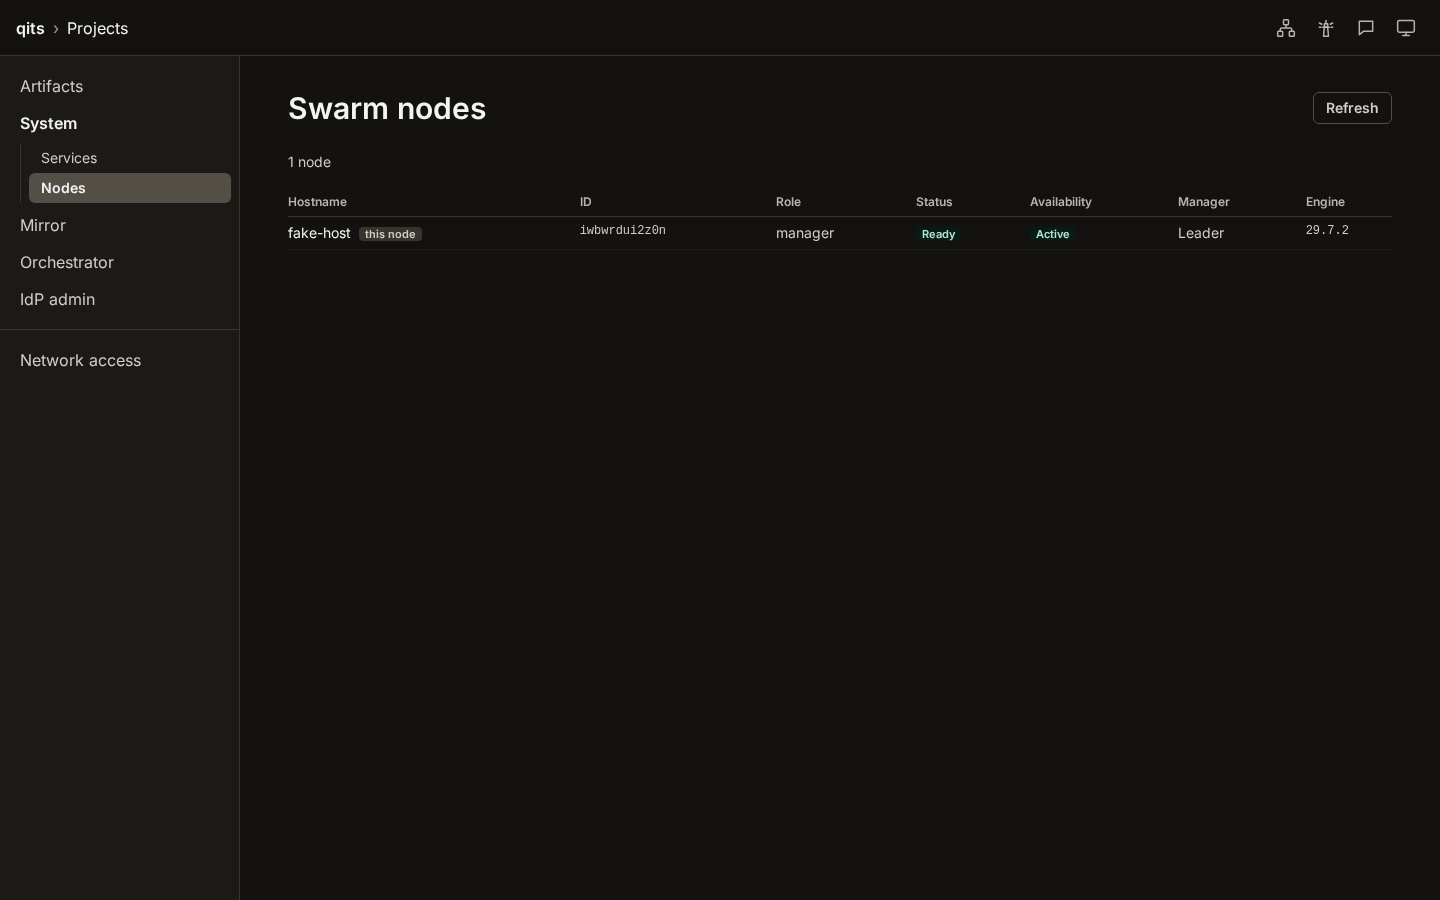 qits › Projects
Artifacts
System
Services
Nodes
Mirror
Orchestrator
IdP admin
Network access
Swarm nodes
Refresh
1 node
Hostname ID Role Status Availability Manager Engine
fake-host this node iwbwrdui2z0n manager Ready Active Leader 29.7.2